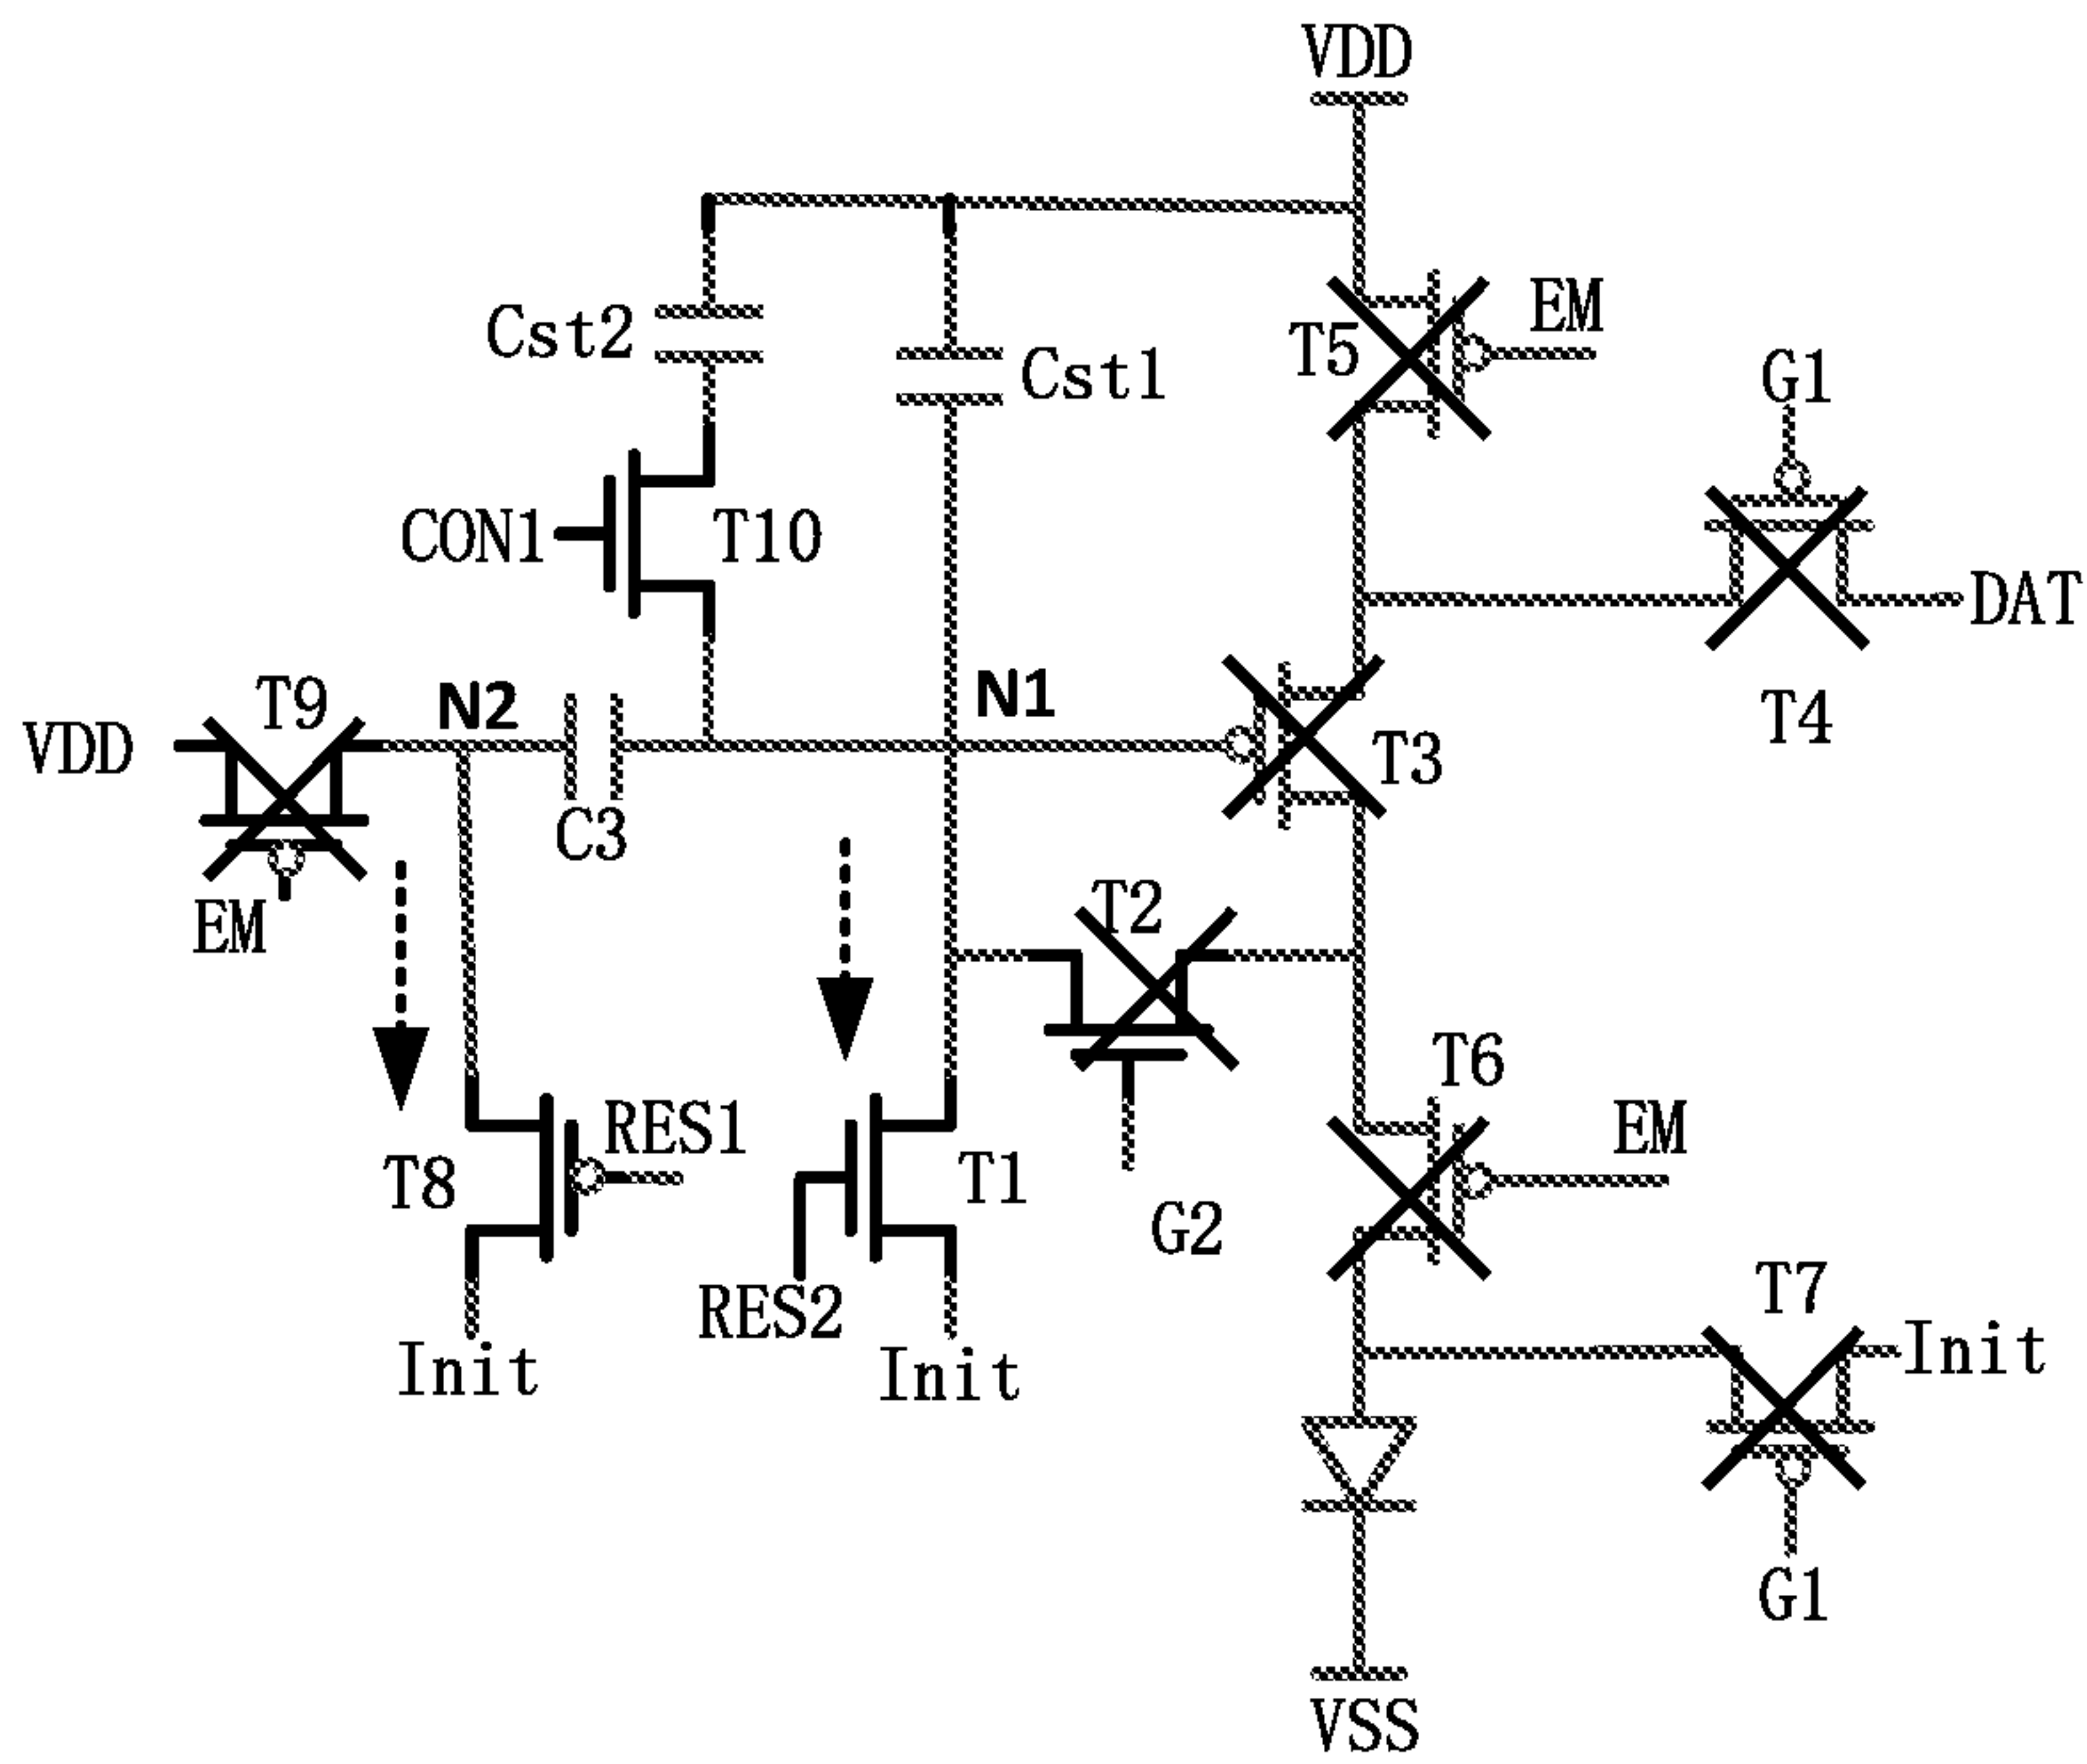 VDD
Cst2
Cst1
T5
EM
G1
CON1
T10
DAT
T9
N2
N1
T4
VDD
T3
C3
T2
EM
T6
RES1
EM
T8
T1
G2
T7
RES2
Init
Init
Init
G1
VSS